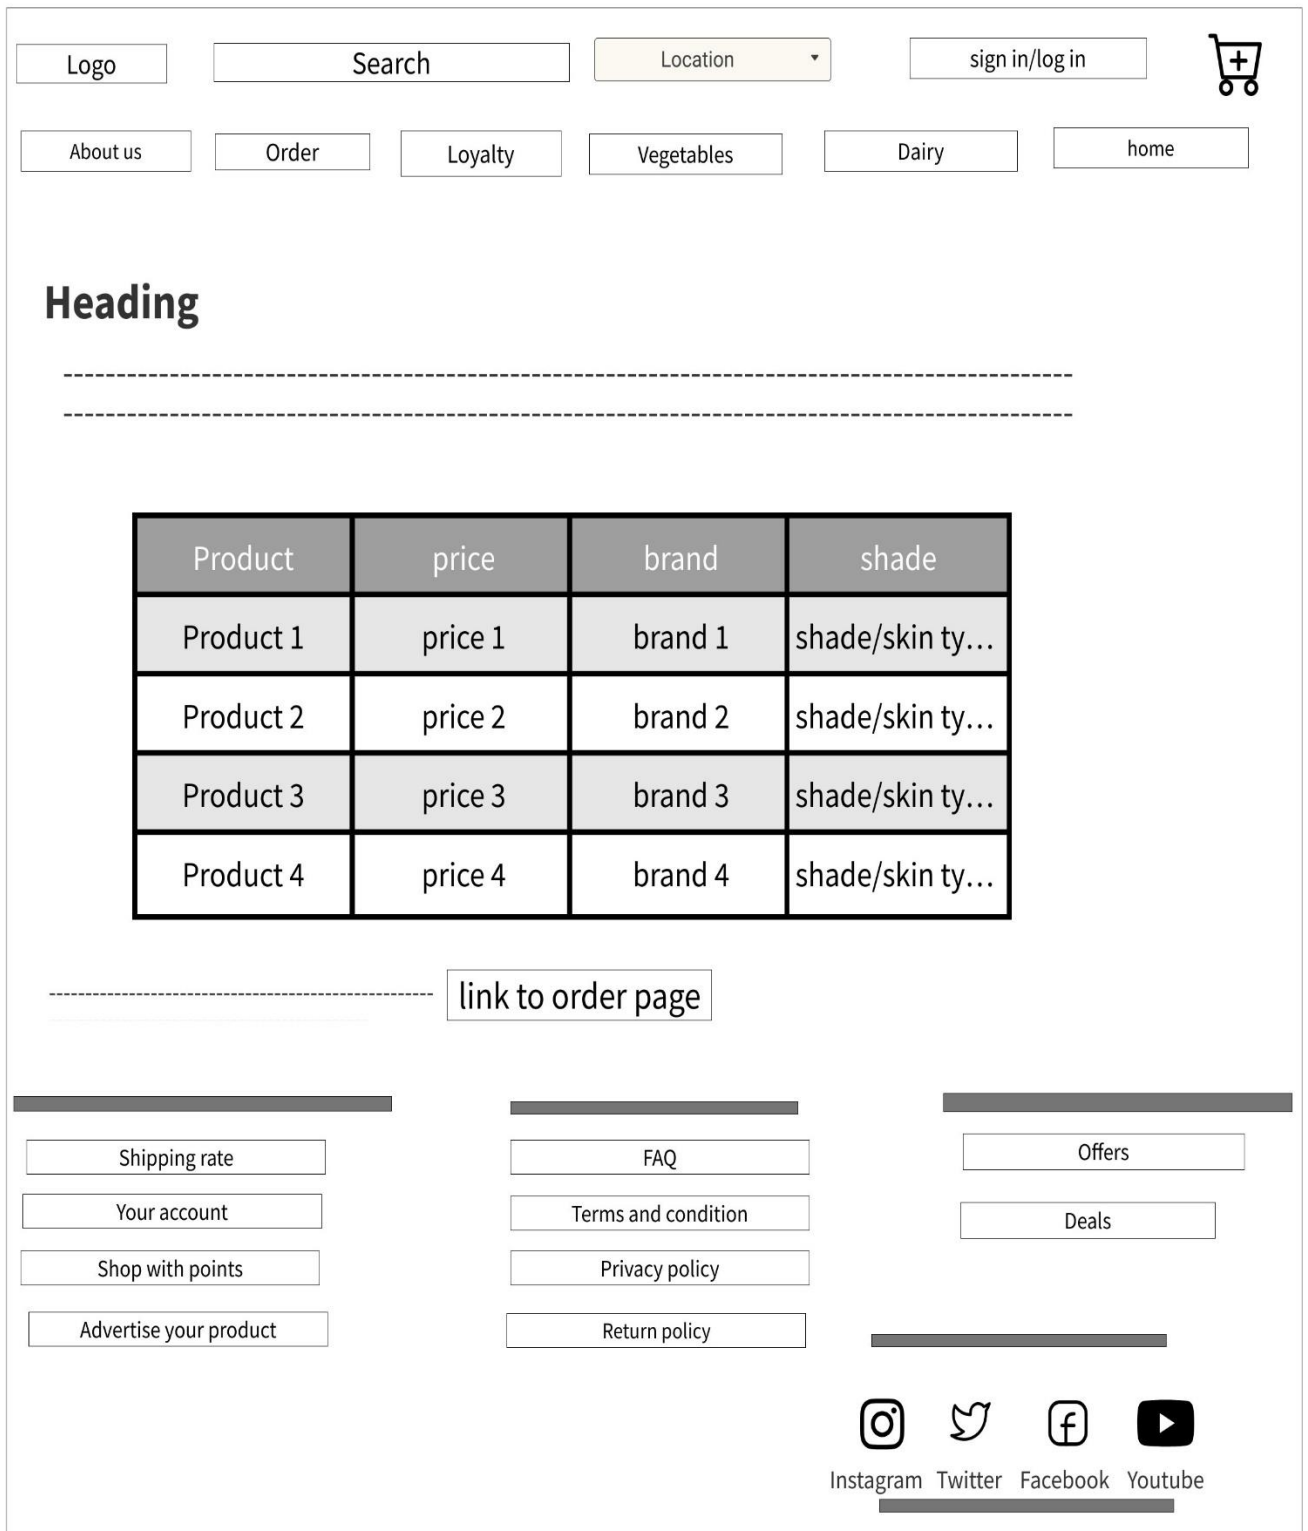 Logo
Search
Location
sign in/log in
About us
Order
Loyalty
Vegetables
Dairy
home
Heading
Product price brand shade
Product 1 price 1 brand 1 shade/skin ty...
Product 2 price 2 brand 2 shade/skin ty...
Product 3 price 3 brand 3 shade/skin ty...
Product 4 price 4 brand 4 shade/skin ty...
link to order page
Shipping rate
Your account
Shop with points
Advertise your product
FAQ
Terms and condition
Privacy policy
Return policy
Offers
Deals
Instagram Twitter Facebook Youtube